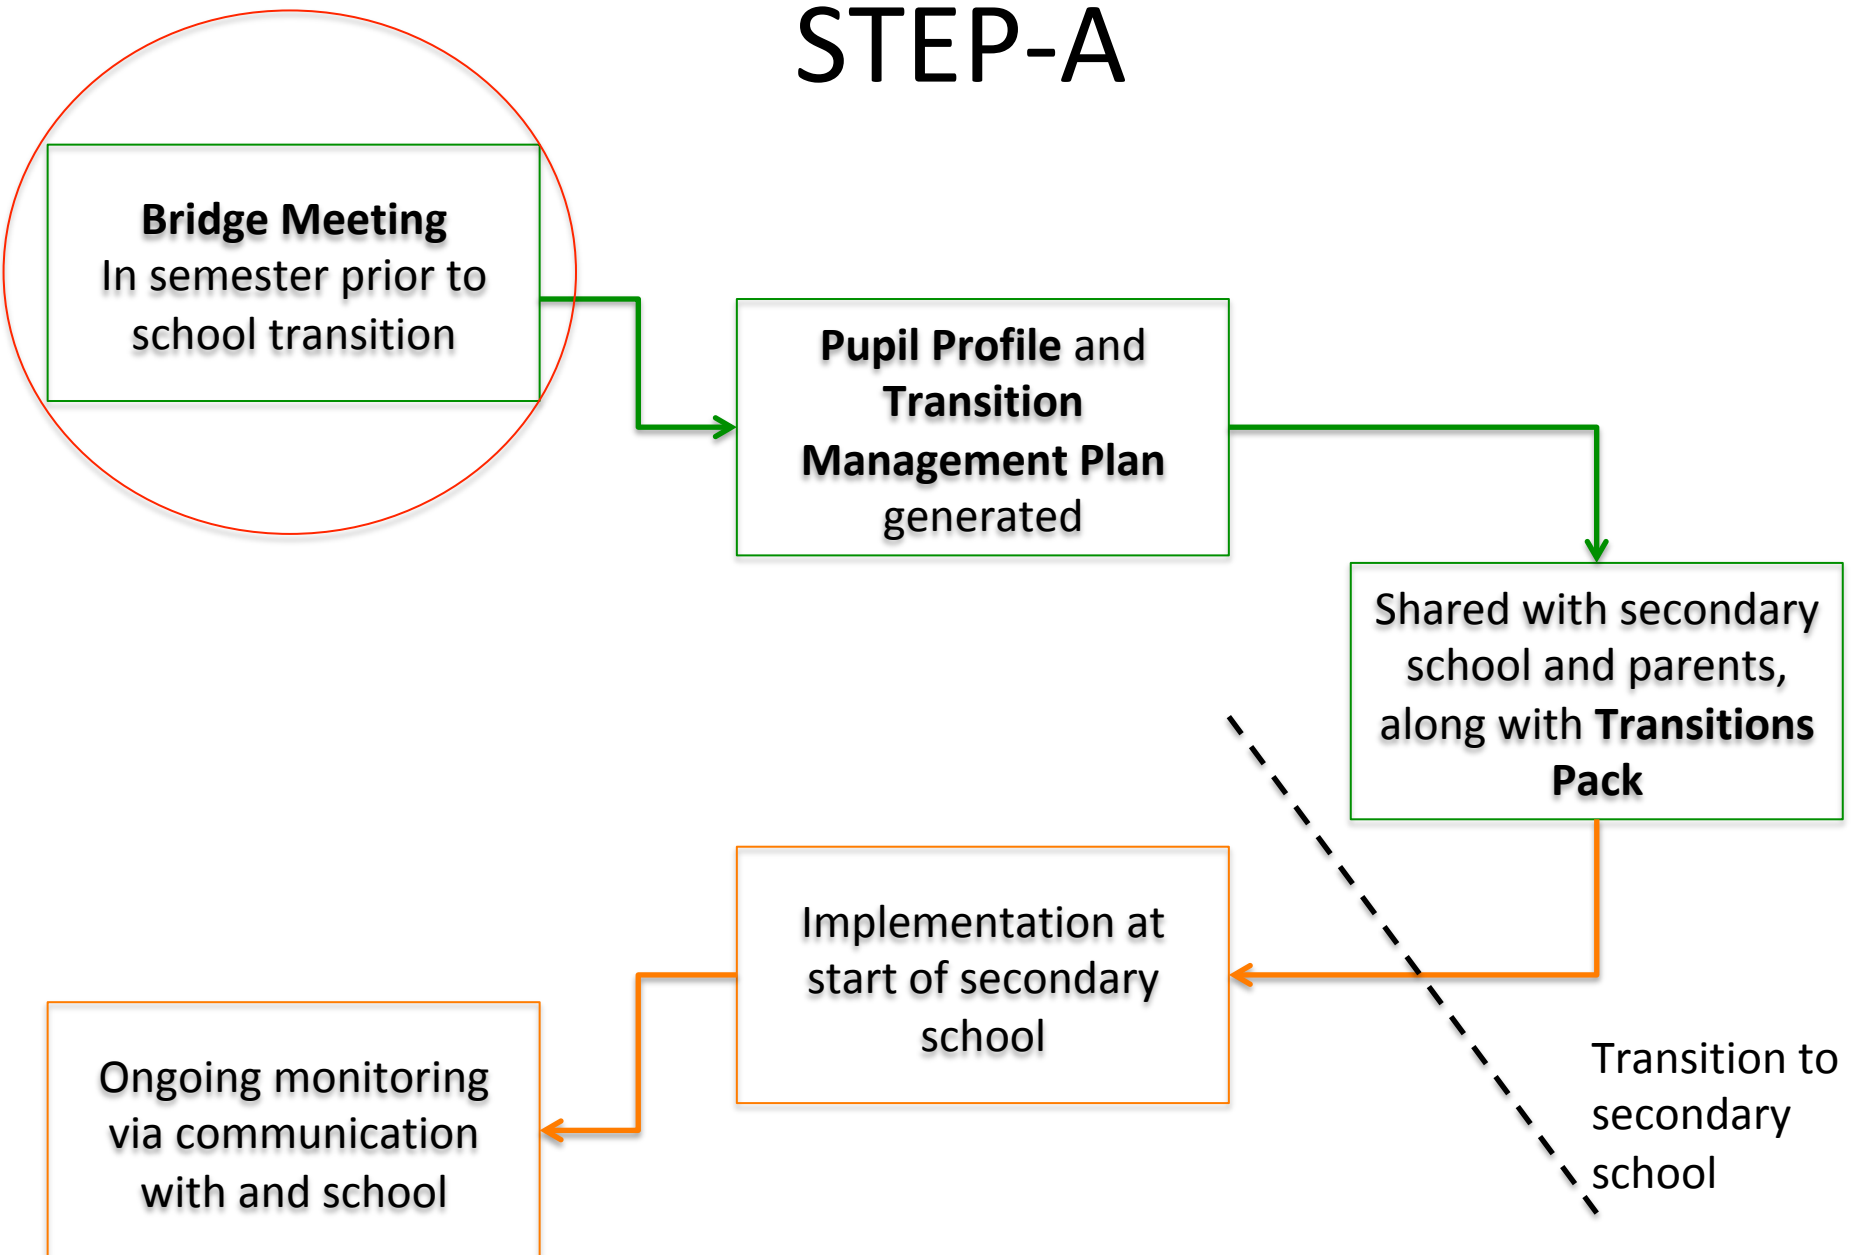 STEP-A
Bridge Meeting
In semester prior to
school transition
Pupil Profile and
Transition
Management Plan
generated
Shared with secondary
school and parents,
along with Transitions
Pack
Implementation at
start of secondary
school
Ongoing monitoring
via communication
with and school
Transition to
secondary
school